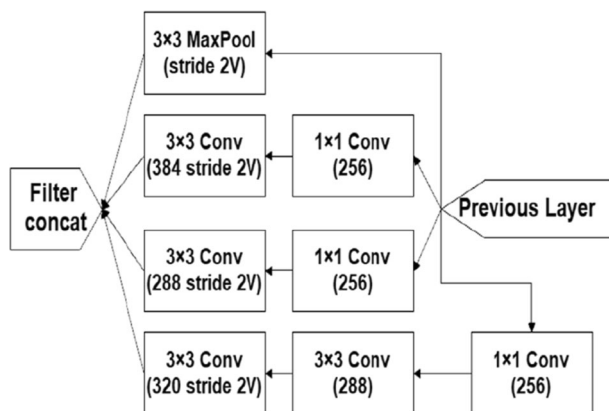 3×3 MaxPool
(stride 2V)
3×3 Conv
(384 stride 2V)
1×1 Conv
(256)
Filter
concat
Previous Layer
3×3 Conv
(288 stride 2V)
1×1 Conv
(256)
3×3 Conv
(320 stride 2V)
3×3 Conv
(288)
1×1 Conv
(256)